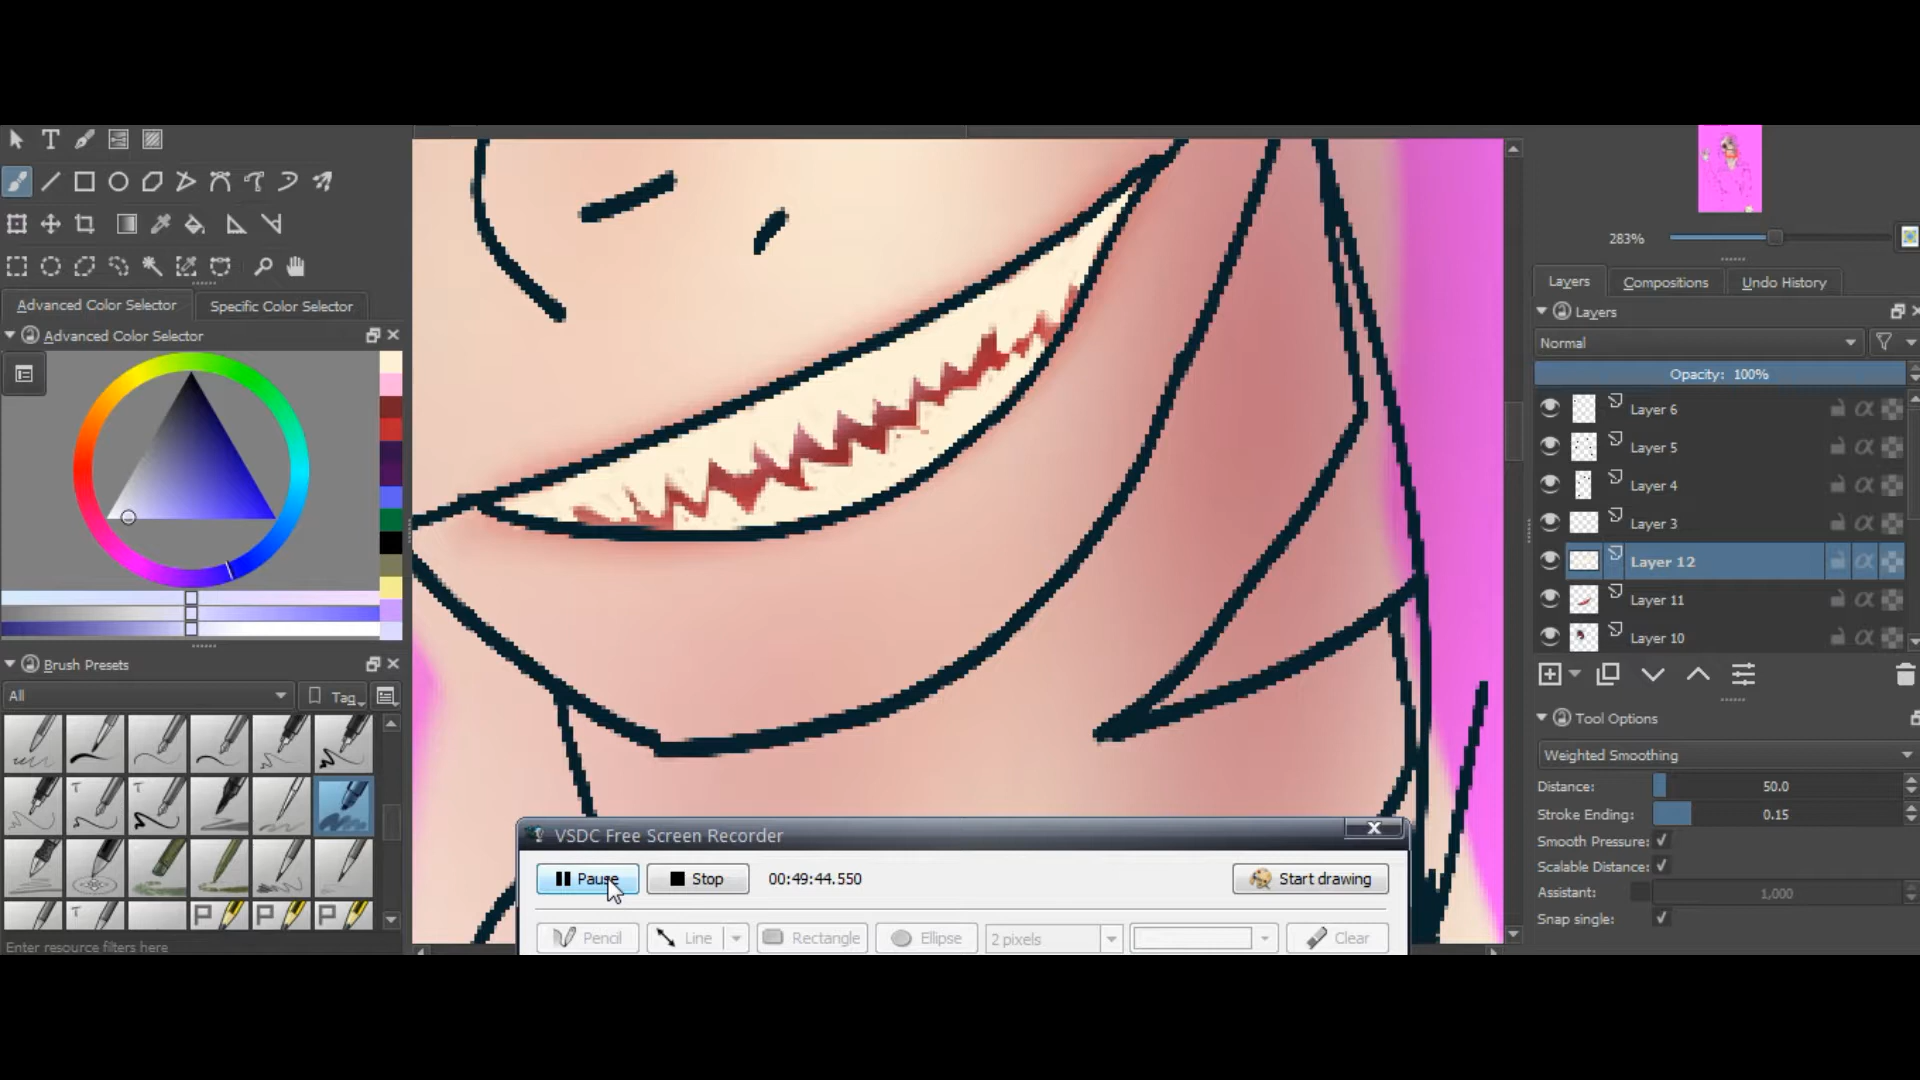 Advanced Color Selector
Specific Color Selector
Advanced Color Selector
Brush Presets
All
Tag
Enter resource filters here
283%
Layers
Compositions
Undo History
Layers
Normal
Opacity: 100%
Layer 6
Layer 5
Layer 4
Layer 3
Layer 12
Layer 11
Layer 10
Tool Options
Weighted Smoothing
Distance: 50.0
Stroke Ending: 0.15
Smooth Pressure:
Scalable Distance:
Assistant: 1,000
Snap single:
VSDC Free Screen Recorder
Pause
Stop
00:49:44.550
Start drawing
Pencil
Line
Rectangle
Ellipse
2 pixels
Clear